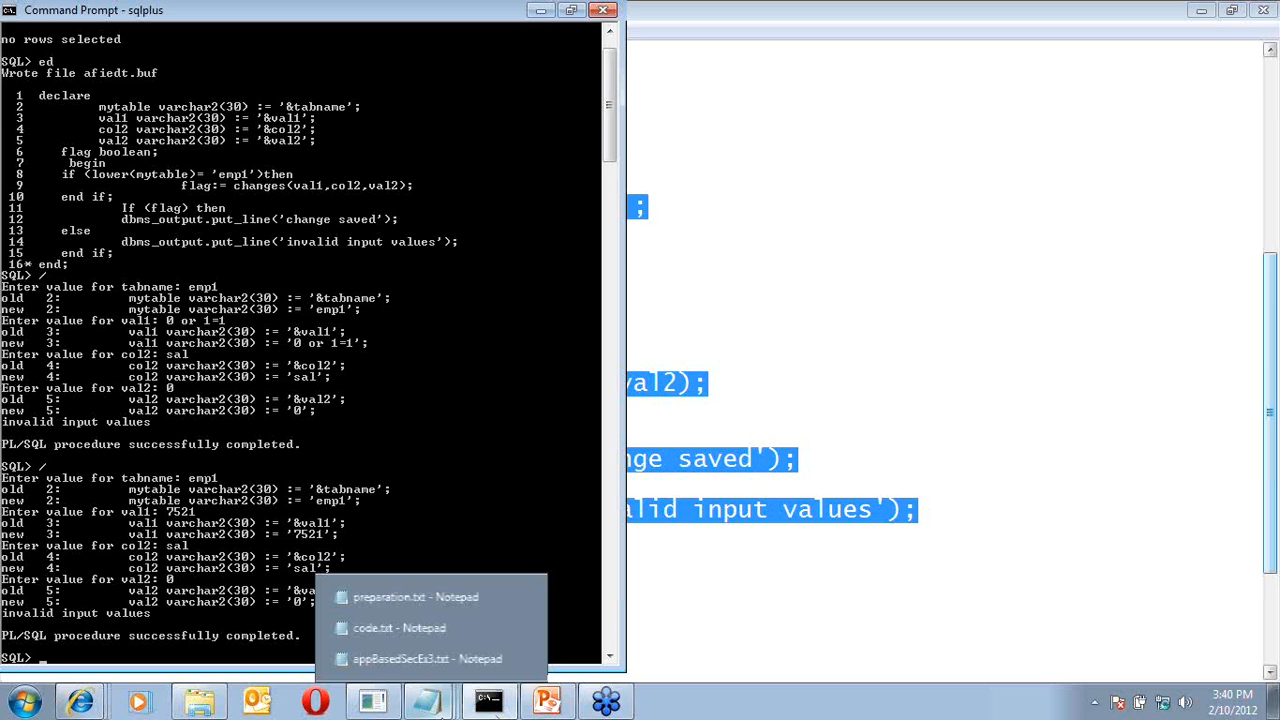 Command Prompt - sqlplus
no rows selected
SQL> ed
Wrote file afiedt.buf
1 declare
2 mytable varchar2(30) := '&tabname';
3 val1 varchar2(30) := '&val1';
4 col2 varchar2(30) := '&col2';
5 val2 varchar2(30) := '&val2';
6 flag boolean;
7 begin
8 if (lower(mytable)= 'emp1')then
9 flag:= changes(val1,col2,val2);
10 end if;
11 If (flag) then
12 dbms_output.put_line('change saved');
13 else
14 dbms_output.put_line('invalid input values');
15 end if;
16* end;
SQL> /
Enter value for tabname: emp1
old 2: mytable varchar2(30) := '&tabname';
new 2: mytable varchar2(30) := 'emp1';
Enter value for val1: 0 or 1=1
old 3: val1 varchar2(30) := '&val1';
new 3: val1 varchar2(30) := '0 or 1=1';
Enter value for col2: sal
old 4: col2 varchar2(30) := '&col2';
new 4: col2 varchar2(30) := 'sal';
Enter value for val2: 0
old 5: val2 varchar2(30) := '&val2';
new 5: val2 varchar2(30) := '0';
invalid input values
PL/SQL procedure successfully completed.
SQL> /
Enter value for tabname: emp1
old 2: mytable varchar2(30) := '&tabname';
new 2: mytable varchar2(30) := 'emp1';
Enter value for val1: 7521
old 3: val1 varchar2(30) := '&val1';
new 3: val1 varchar2(30) := '7521';
Enter value for col2: sal
old 4: col2 varchar2(30) := '&col2';
new 4: col2 varchar2(30) := 'sal';
Enter value for val2: 0
old 5: val2 varchar2(30) := '&va
new 5: val2 varchar2(30) := '0';
invalid input values
PL/SQL procedure successfully completed.
SQL>
;
val2);
nge saved');
alid input values');
preparation.txt - Notepad
code.txt - Notepad
appBasedSecEx3.txt - Notepad
3:40 PM
2/10/2012